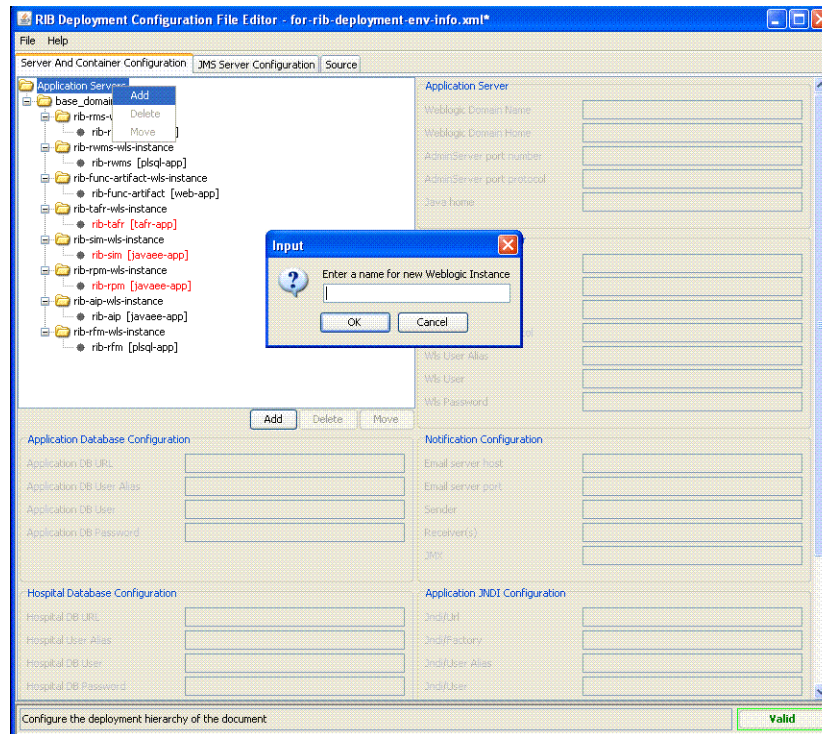 RIB Deployment Configuration File Editor - for-rib-deployment-env-info.xml*
File Help
Server And Container Configuration JMS Server Configuration Source
Application Servers
Add
Delete
Move
base_domain
rib-rms-
rib-r
]
rib-rwms-wls-instance
rib-rwms [plsql-app]
rib-func-artifact-wls-instance
rib-func-artifact [web-app]
rib-tafr-wls-instance
rib-tafr [tafr-app]
rib-sim-wls-instance
rib-sim [javaee-app]
rib-rpm-wls-instance
rib-rpm [javaee-app]
rib-aip-wls-instance
rib-aip [javaee-app]
rib-rfm-wls-instance
rib-rfm [plsql-app]
Add Delete Move
Application Server
Weblogic Domain Name
Weblogic Domain Home
AdminServer port number
AdminServer port protocol
Java home
Input
Enter a name for new Weblogic Instance
OK Cancel
Wls User Alias
Wls User
Wls Password
Application Database Configuration
Application DB URL
Application DB User Alias
Application DB User
Application DB Password
Notification Configuration
Email server host
Email server port
Sender
Receiver(s)
JMX
Hospital Database Configuration
Hospital DB URL
Hospital User Alias
Hospital DB User
Hospital DB Password
Application JNDI Configuration
Jndi/Url
Jndi/Factory
Jndi/User Alias
Jndi/User
Configure the deployment hierarchy of the document
Valid